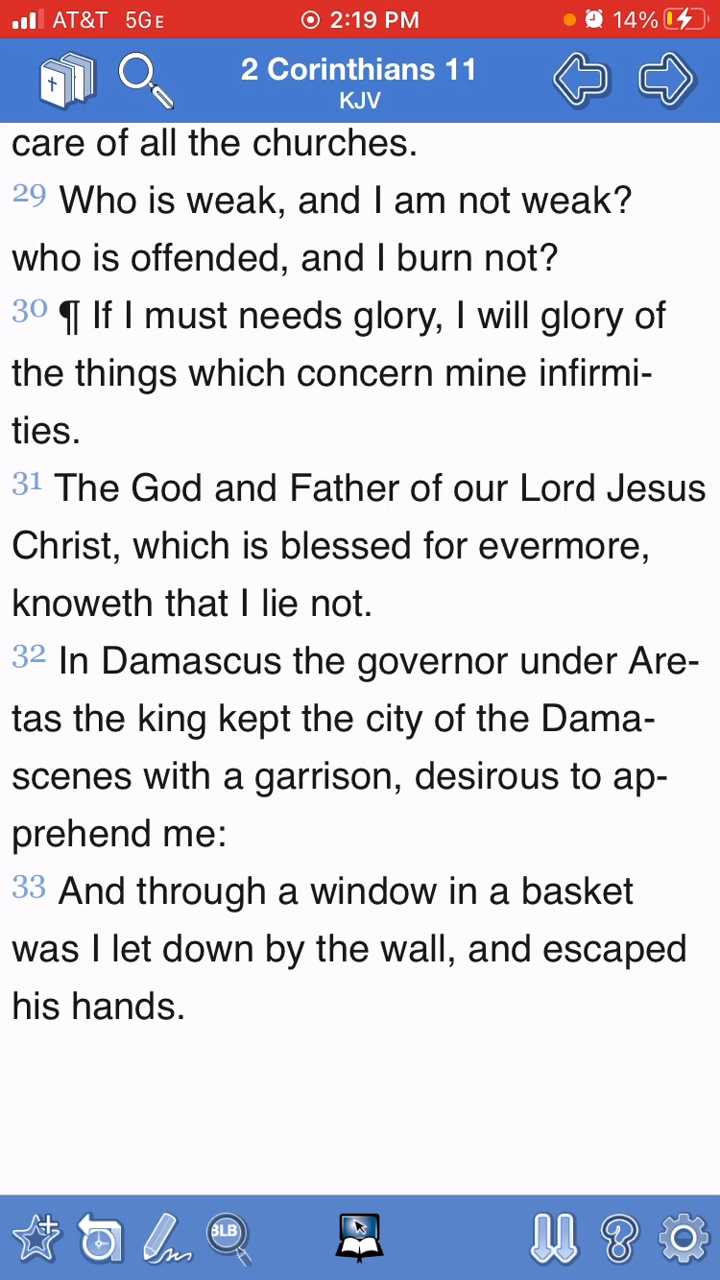 AT&T 5GE 2:19 PM 14%
2 Corinthians 11
KJV
care of all the churches.
29 Who is weak, and I am not weak?
who is offended, and I burn not?
30 ¶ If I must needs glory, I will glory of
the things which concern mine infirmi-
ties.
31 The God and Father of our Lord Jesus
Christ, which is blessed for evermore,
knoweth that I lie not.
32 In Damascus the governor under Are-
tas the king kept the city of the Dama-
scenes with a garrison, desirous to ap-
prehend me:
33 And through a window in a basket
was I let down by the wall, and escaped
his hands.
BLB